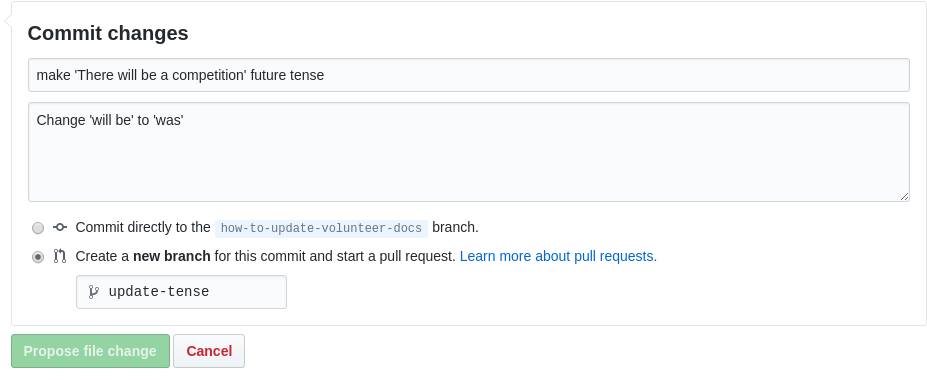 Commit changes
make 'There will be a competition' future tense
Change 'will be' to 'was'
Commit directly to the how-to-update-volunteer-docs branch.
Create a new branch for this commit and start a pull request. Learn more about pull requests.
update-tense
Propose file change Cancel